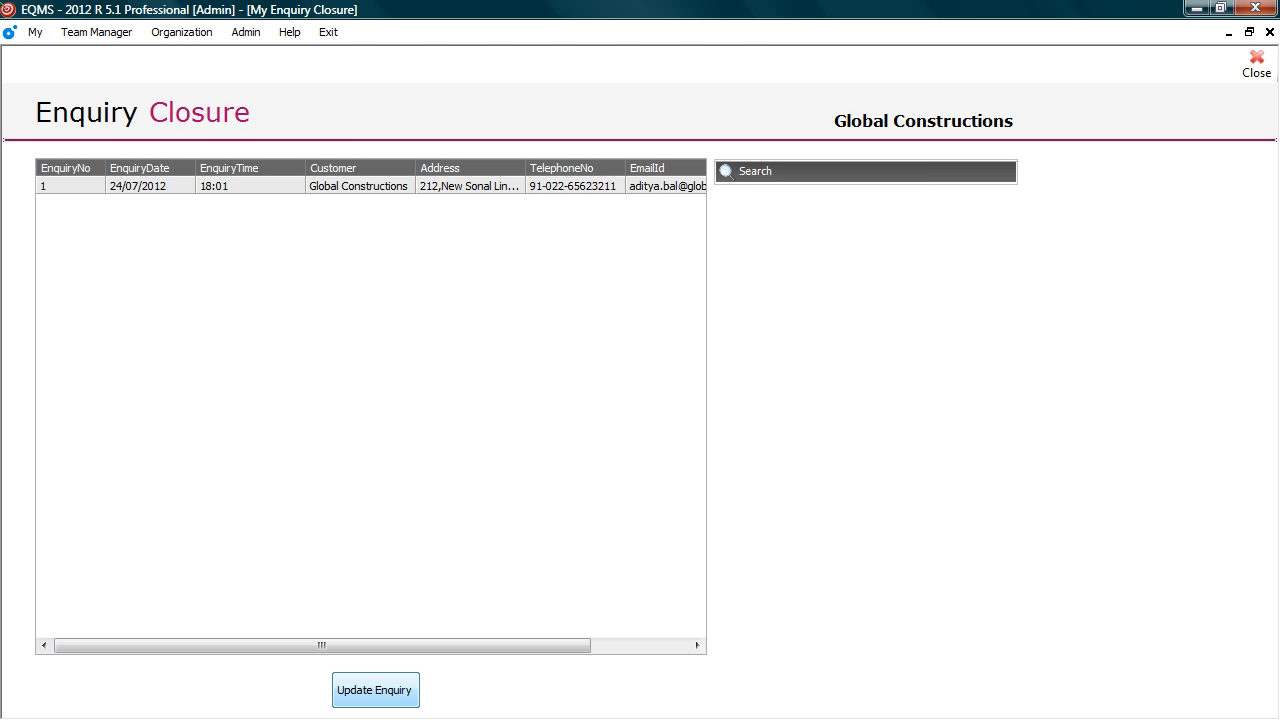 EQMS - 2012 R 5.1 Professional [Admin] - [My Enquiry Closure]
My Team Manager Organization Admin Help Exit
Close
Enquiry Closure
Global Constructions
EnquiryNo EnquiryDate EnquiryTime Customer Address TelephoneNo EmailId
1 24/07/2012 18:01 Global Constructions 212,New Sonal Lin... 91-022-65623211 aditya.bal@glob
Search
Update Enquiry